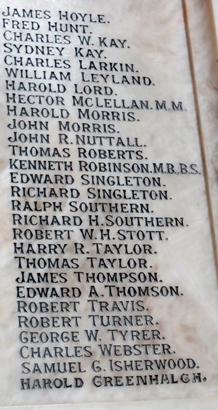 JAMES HOYLE.
FRED HUNT.
CHARLES W. KAY.
SYDNEY KAY.
CHARLES LARKIN.
WILLIAM LEYLAND.
HAROLD LORD.
HECTOR MCLELLAN.M.M.
HAROLD MORRIS.
JOHN MORRIS.
JOHN R. NUTTALL.
THOMAS ROBERTS.
KENNETH ROBINSON.M.B.,B.S.
EDWARD SINGLETON.
RICHARD SINGLETON.
RALPH SOUTHERN.
RICHARD H. SOUTHERN.
ROBERT W.H. STOTT.
HARRY R. TAYLOR.
THOMAS TAYLOR.
JAMES THOMPSON.
EDWARD A. THOMSON.
ROBERT TRAVIS.
ROBERT TURNER.
GEORGE W. TYRER.
CHARLES WEBSTER.
SAMUEL G. ISHERWOOD.
HAROLD GREENHALGH.